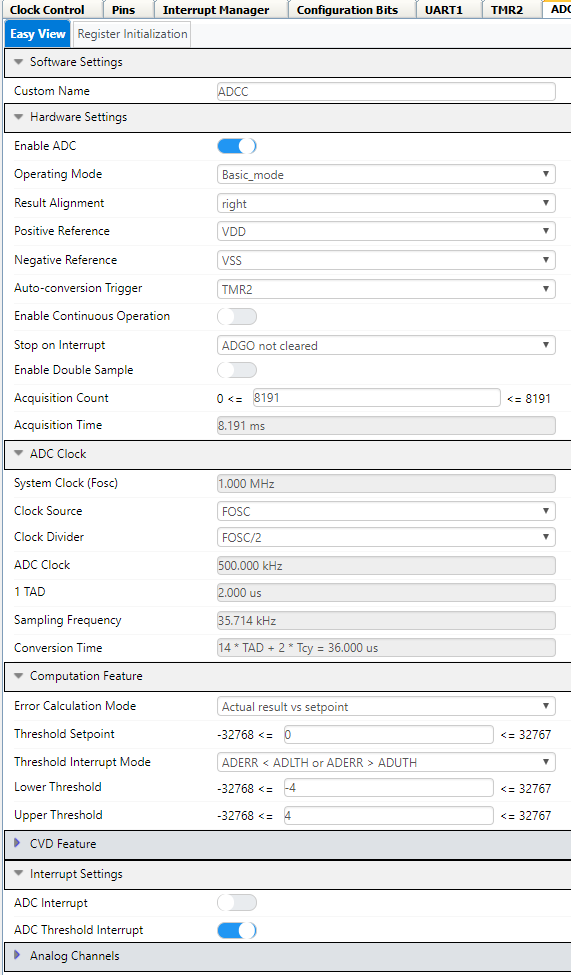 Clock Control Pins Interrupt Manager Configuration Bits UART1 TMR2 ADC
Easy View Register Initialization
Software Settings
Custom Name ADCC
Hardware Settings
Enable ADC
Operating Mode Basic_mode
Result Alignment right
Positive Reference VDD
Negative Reference VSS
Auto-conversion Trigger TMR2
Enable Continuous Operation
Stop on Interrupt ADGO not cleared
Enable Double Sample
Acquisition Count 0 <= 8191 <= 8191
Acquisition Time 8.191 ms
ADC Clock
System Clock (Fosc) 1.000 MHz
Clock Source FOSC
Clock Divider FOSC/2
ADC Clock 500.000 kHz
1 TAD 2.000 us
Sampling Frequency 35.714 kHz
Conversion Time 14 * TAD + 2 * Tcy = 36.000 us
Computation Feature
Error Calculation Mode Actual result vs setpoint
Threshold Setpoint -32768 <= 0 <= 32767
Threshold Interrupt Mode ADERR < ADLTH or ADERR > ADUTH
Lower Threshold -32768 <= -4 <= 32767
Upper Threshold -32768 <= 4 <= 32767
CVD Feature
Interrupt Settings
ADC Interrupt
ADC Threshold Interrupt
Analog Channels